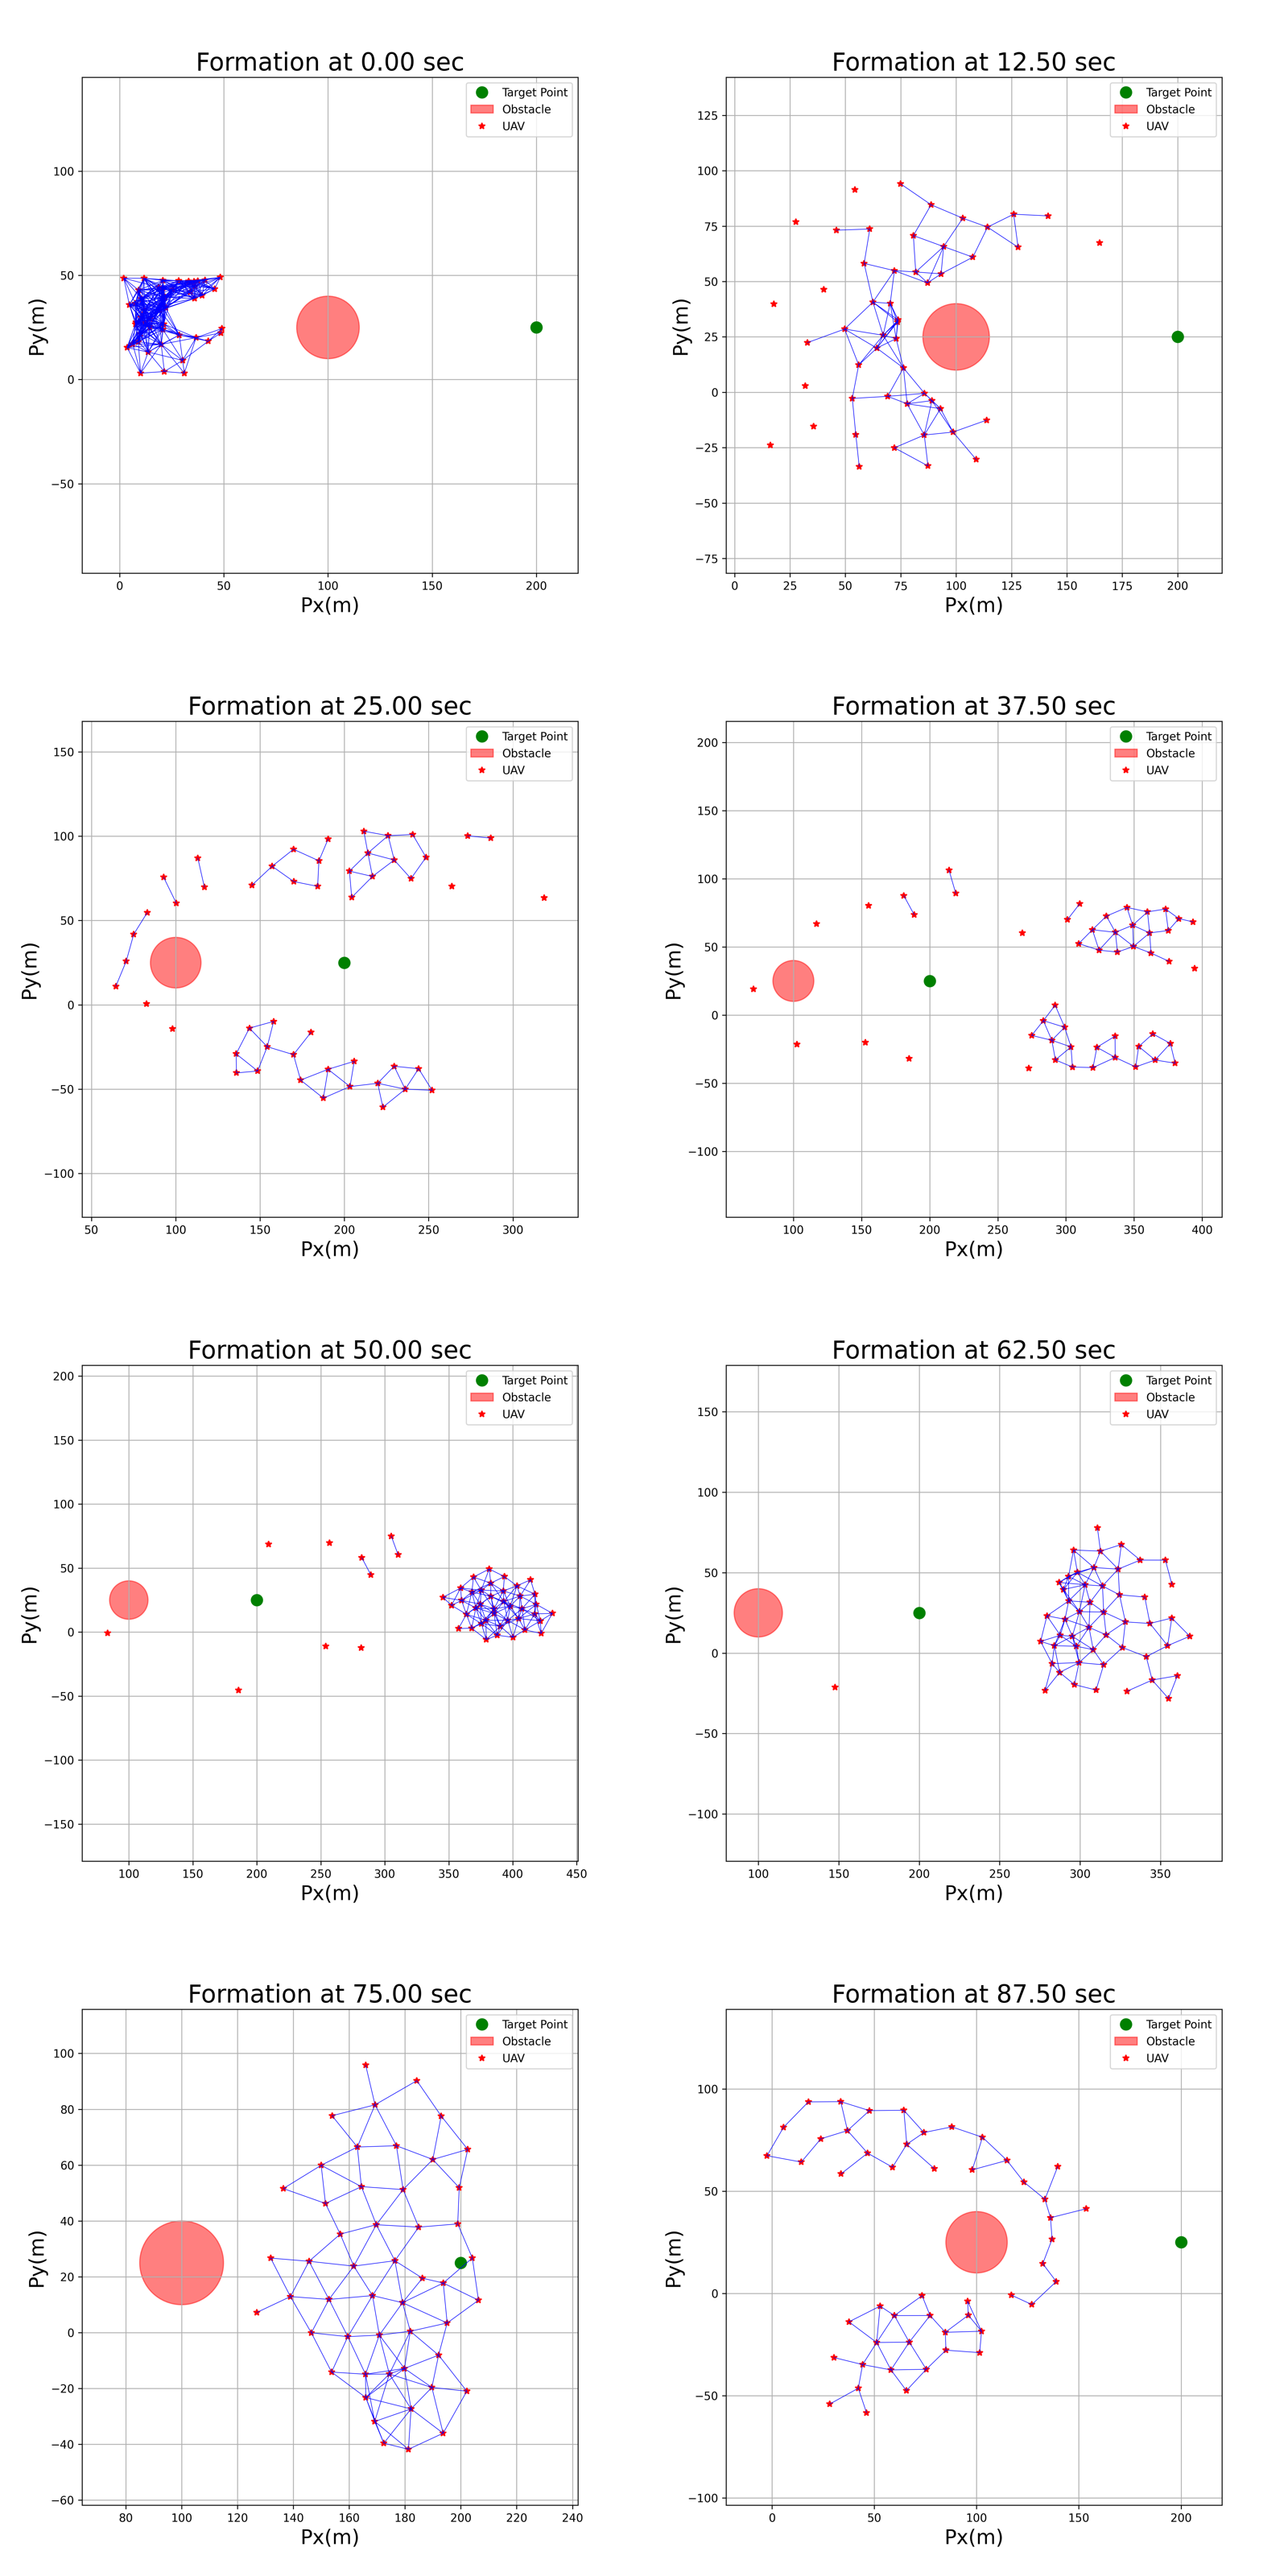 Formation at 0.00 sec
Target Point
Obstacle
UAV
100
50
0
−50
Py(m)
0 50 100 150 200
Px(m)
Formation at 12.50 sec
Target Point
Obstacle
UAV
125
100
75
50
25
0
−25
−50
−75
Py(m)
0 25 50 75 100 125 150 175 200
Px(m)
Formation at 25.00 sec
Target Point
Obstacle
UAV
150
100
50
0
−50
−100
Py(m)
50 100 150 200 250 300
Px(m)
Formation at 37.50 sec
Target Point
Obstacle
UAV
200
150
100
50
0
−50
−100
Py(m)
100 150 200 250 300 350 400
Px(m)
Formation at 50.00 sec
Target Point
Obstacle
UAV
200
150
100
50
0
−50
−100
−150
Py(m)
100 150 200 250 300 350 400 450
Px(m)
Formation at 62.50 sec
Target Point
Obstacle
UAV
150
100
50
0
−50
−100
Py(m)
100 150 200 250 300 350
Px(m)
Formation at 75.00 sec
Target Point
Obstacle
UAV
100
80
60
40
20
0
−20
−40
−60
Py(m)
80 100 120 140 160 180 200 220 240
Px(m)
Formation at 87.50 sec
Target Point
Obstacle
UAV
100
50
0
−50
−100
Py(m)
0 50 100 150 200
Px(m)